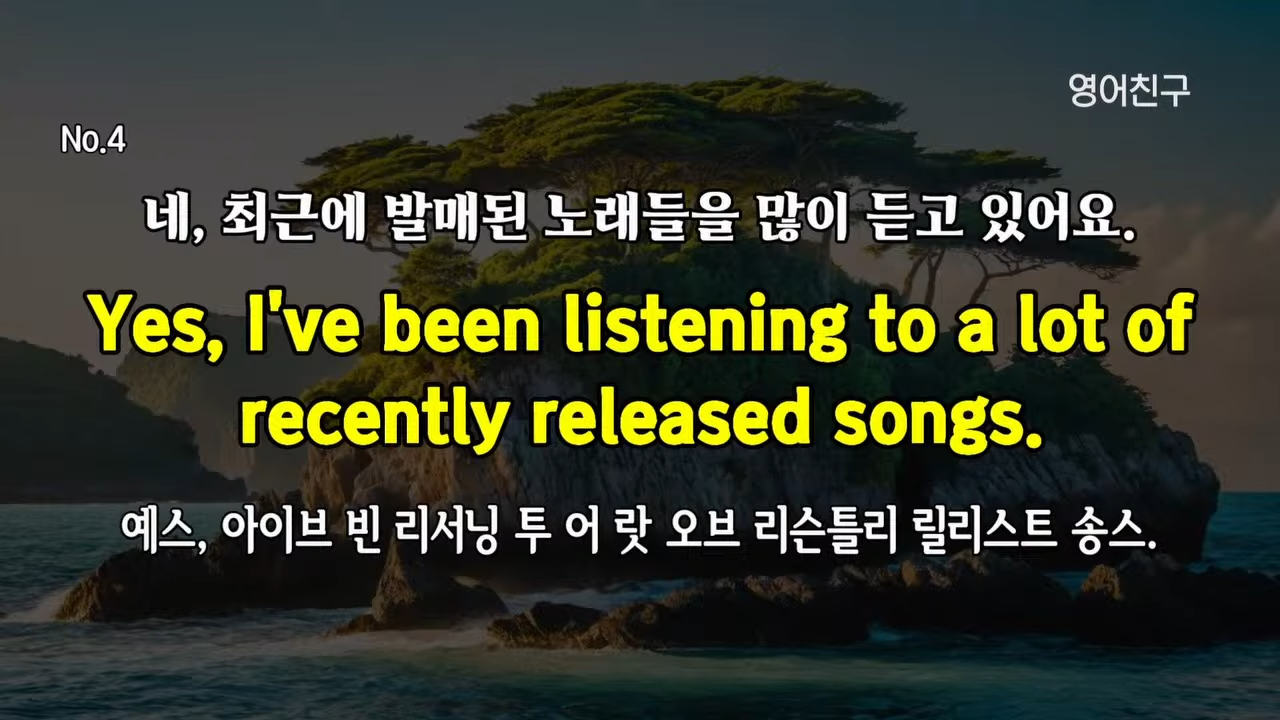 영어친구
No.4
네, 최근에 발매된 노래들을 많이 듣고 있어요.
Yes, I've been listening to a lot of
recently released songs.
예스, 아이브 빈 리서닝 투 어 랏 오브 리슨틀리 릴리스트 송스.